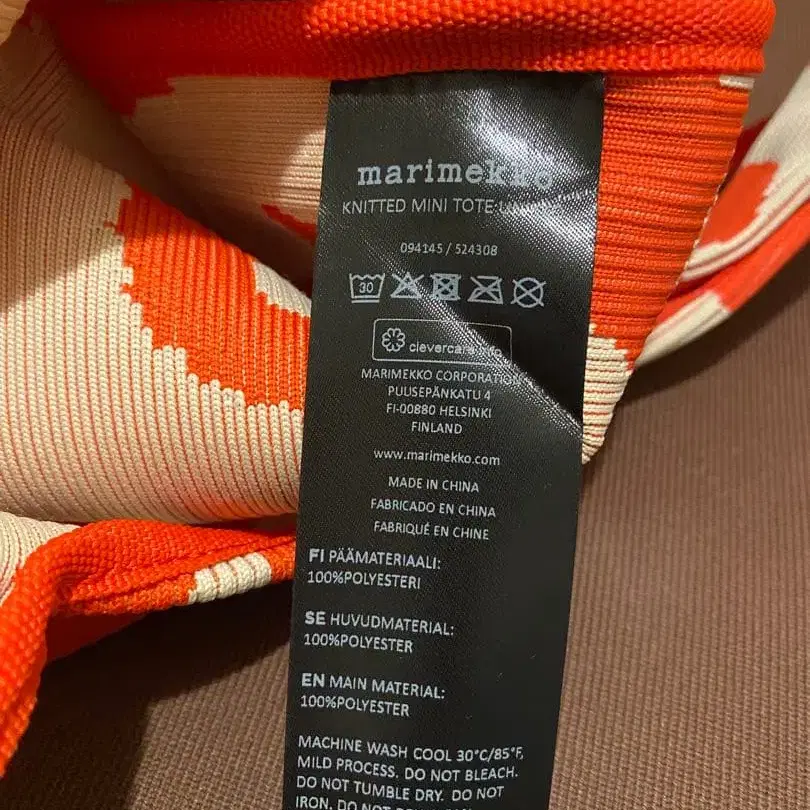 marimekko
KNITTED MINI TOTE
094145 / 524308
30
clevercare.info
MARIMEKKO CORPORATION
PUUSEPÄNKATU 4
FI-00880 HELSINKI
FINLAND
www.marimekko.com
MADE IN CHINA
FABRICADO EN CHINA
FABRIQUÉ EN CHINE
FI PÄÄMATERIAALI:
100%POLYESTERI
SE HUVUDMATERIAL:
100%POLYESTER
EN MAIN MATERIAL:
100%POLYESTER
MACHINE WASH COOL 30°C/85°F,
MILD PROCESS. DO NOT BLEACH.
DO NOT TUMBLE DRY. DO NOT
IRON. DO NOT